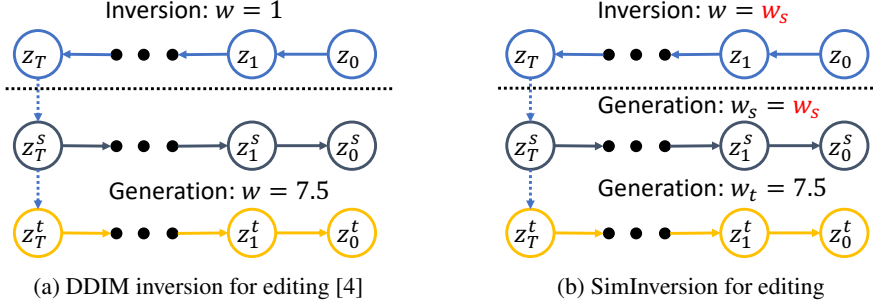 Inversion: w = 1
z_T z_1 z_0
z_T^s z_1^s z_0^s
Generation: w = 7.5
z_T^t z_1^t z_0^t
(a) DDIM inversion for editing [4]
Inversion: w = w_s
z_T z_1 z_0
Generation: w_s = w_s
z_T^s z_1^s z_0^s
Generation: w_t = 7.5
z_T^t z_1^t z_0^t
(b) SimInversion for editing